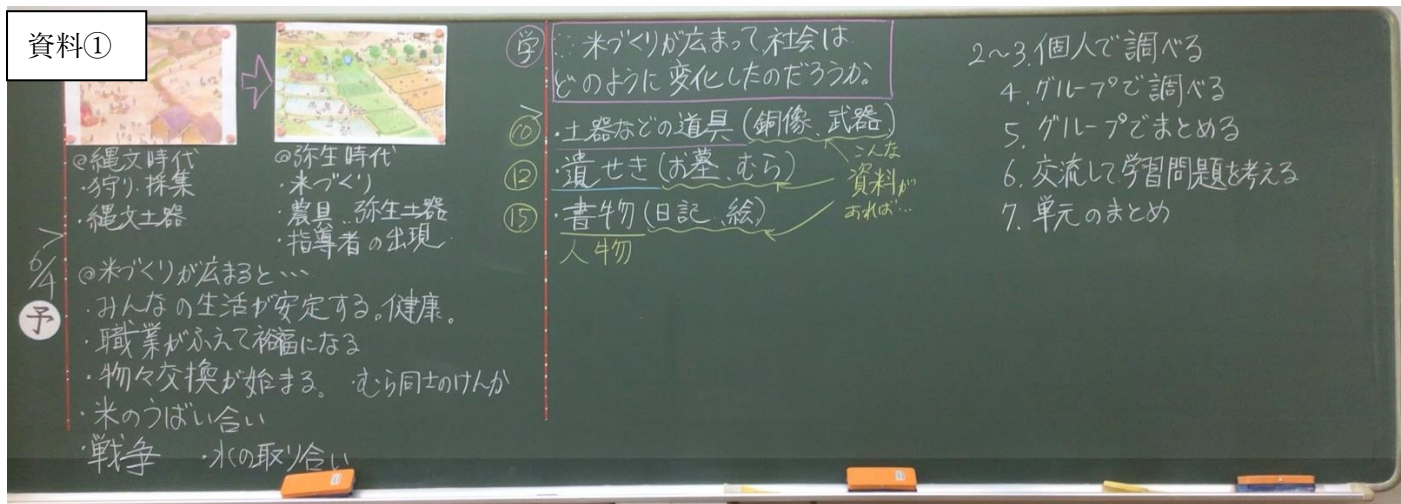 資料①
@縄文時代
・狩り・採集
・縄文土器
@弥生時代
・米づくり
・農具…弥生土器
・指導者の出現
6/4
予
@米づくりが広まると…
・みんなの生活が安定する。健康。
・職業がふえて裕福になる
・物々交換が始まる。 ・むら同士のけんか
・米のうばい合い
・戦争 ・水の取り合い
学
米づくりが広まって社会は
どのように変化したのだろうか。
⑩ ・土器などの道具(銅像、武器)
⑫ ・遺せき(お墓、むら)
⑮ ・書物(日記、絵)
人物
こんな
資料が
あれば…
2~3.個人で調べる
4.グループで調べる
5.グループでまとめる
6.交流して学習問題を考える
7.単元のまとめ